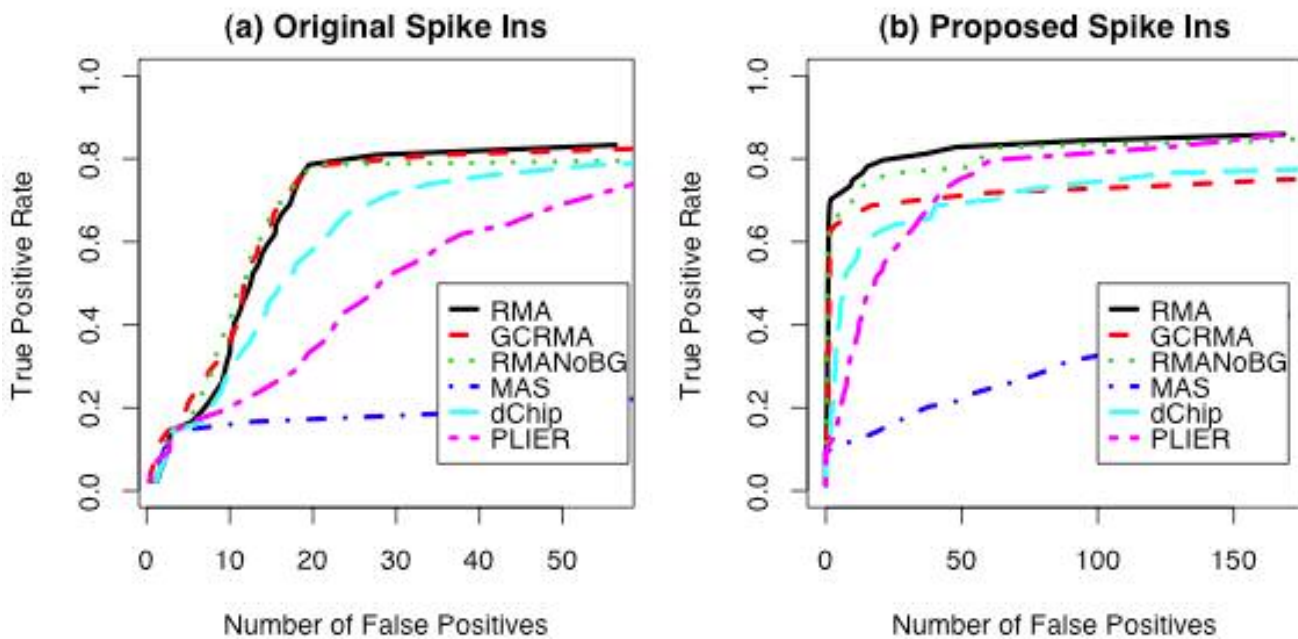 (a) Original Spike Ins
True Positive Rate
1.0
0.8
0.6
0.4
0.2
0.0
RMA
GCRMA
RMANoBG
MAS
dChip
PLIER
0 10 20 30 40 50
Number of False Positives
(b) Proposed Spike Ins
True Positive Rate
1.0
0.8
0.6
0.4
0.2
0.0
RMA
GCRMA
RMANoBG
MAS
dChip
PLIER
0 50 100 150
Number of False Positives